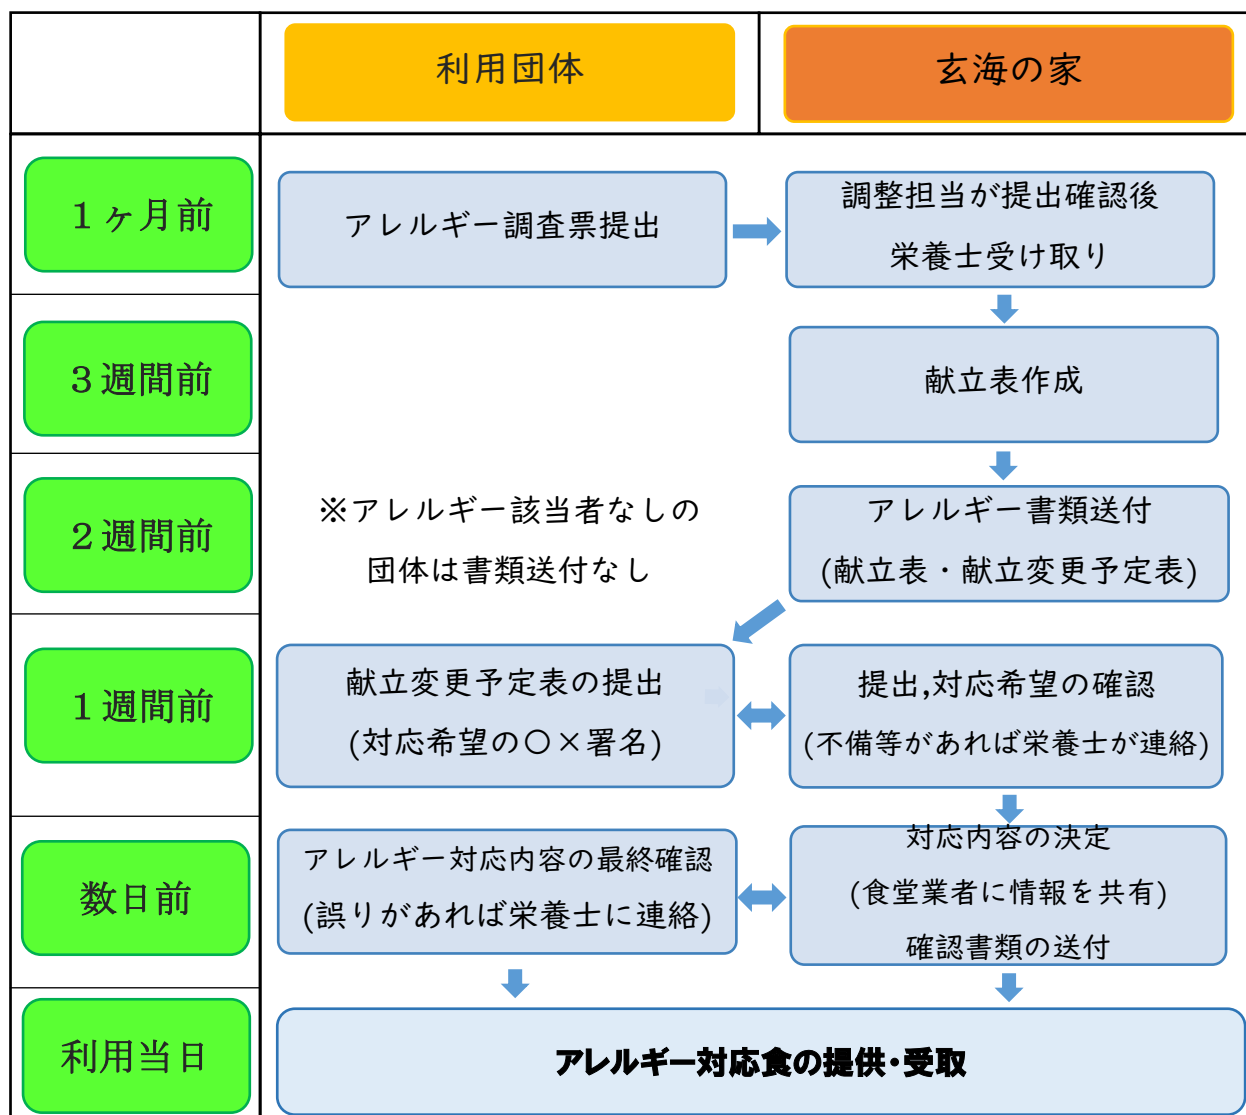 利用団体
玄海の家
1ヶ月前
アレルギー調査票提出
調整担当が提出確認後
栄養士受け取り
3週間前
献立表作成
2週間前
※アレルギー該当者なしの
団体は書類送付なし
アレルギー書類送付
(献立表・献立変更予定表)
1週間前
献立変更予定表の提出
(対応希望の〇×署名)
提出,対応希望の確認
(不備等があれば栄養士が連絡)
数日前
アレルギー対応内容の最終確認
(誤りがあれば栄養士に連絡)
対応内容の決定
(食堂業者に情報を共有)
確認書類の送付
利用当日
アレルギー対応食の提供・受取